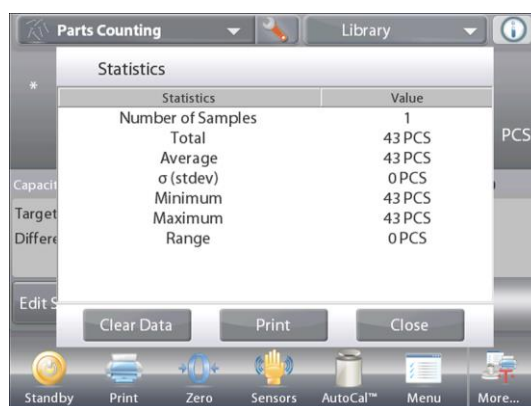 Parts Counting
Library
*
Statistics
Statistics Value
Number of Samples 1
Total 43 PCS
Average 43 PCS
σ (stdev) 0 PCS
Minimum 43 PCS
Maximum 43 PCS
Range 0 PCS
PCS
Capacit
Target
Differe
Edit S
Clear Data Print Close
Standby Print Zero Sensors AutoCal™ Menu More...